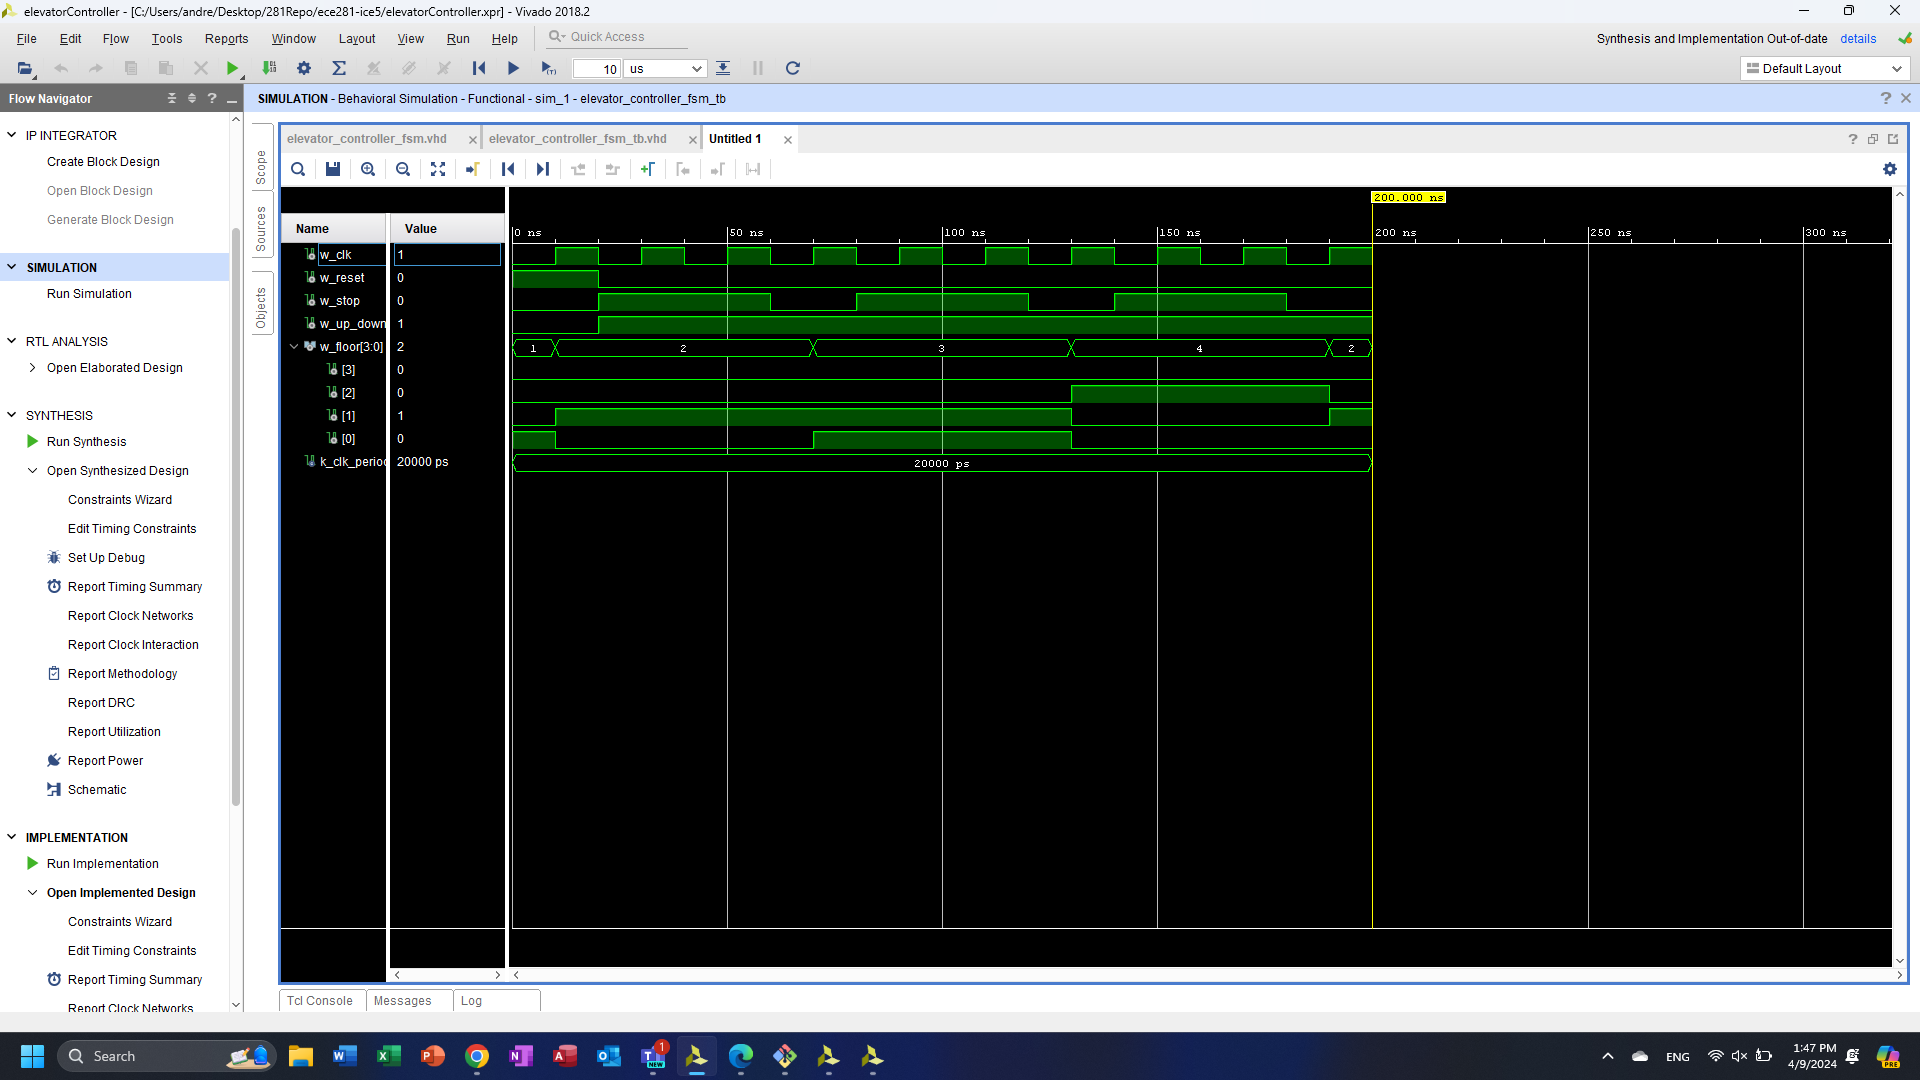 elevatorController - [C:/Users/andre/Desktop/281Repo/ece281-ice5/elevatorController.xpr] - Vivado 2018.2
File Edit Flow Tools Reports Window Layout View Run Help Quick Access
Synthesis and Implementation Out-of-date details
10 us
Default Layout
Flow Navigator
SIMULATION - Behavioral Simulation - Functional - sim_1 - elevator_controller_fsm_tb
IP INTEGRATOR
Create Block Design
Open Block Design
Generate Block Design
SIMULATION
Run Simulation
RTL ANALYSIS
Open Elaborated Design
SYNTHESIS
Run Synthesis
Open Synthesized Design
Constraints Wizard
Edit Timing Constraints
Set Up Debug
Report Timing Summary
Report Clock Networks
Report Clock Interaction
Report Methodology
Report DRC
Report Utilization
Report Power
Schematic
IMPLEMENTATION
Run Implementation
Open Implemented Design
Constraints Wizard
Edit Timing Constraints
Report Timing Summary
Report Clock Networks
Scope
Sources
Objects
elevator_controller_fsm.vhd
elevator_controller_fsm_tb.vhd
Untitled 1
200.000 ns
Name Value
0 ns 50 ns 100 ns 150 ns 200 ns 250 ns 300 ns
w_clk 1
w_reset 0
w_stop 0
w_up_down 1
w_floor[3:0] 2 1 2 3 4 2
[3] 0
[2] 0
[1] 1
[0] 0
k_clk_perioc 20000 ps 20000 ps
Tcl Console Messages Log
Search
1
NEW
ENG
1:47 PM
4/9/2024
PRE